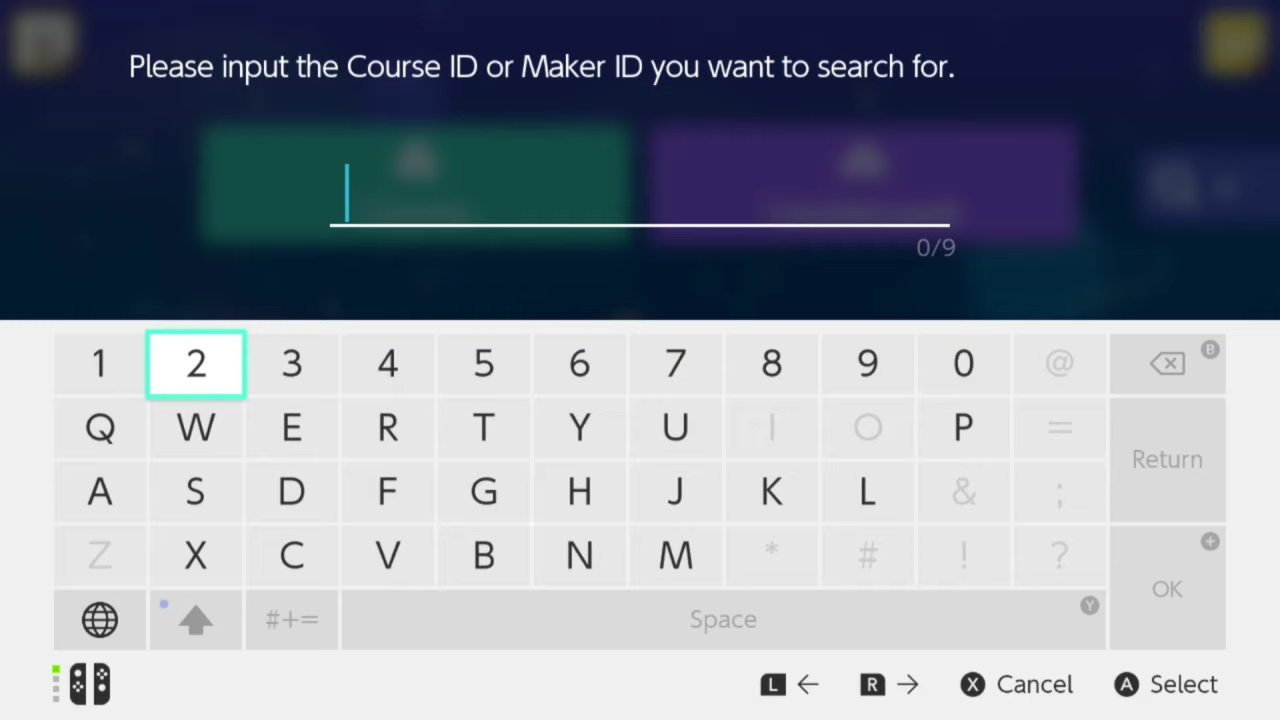 Please input the Course ID or Maker ID you want to search for.
0/9
1 2 3 4 5 6 7 8 9 0 @ B
Q W E R T Y U I O P = Return
A S D F G H J K L & ;
Z X C V B N M * # ! ? + OK
#+= Space Y
L ← R → X Cancel A Select